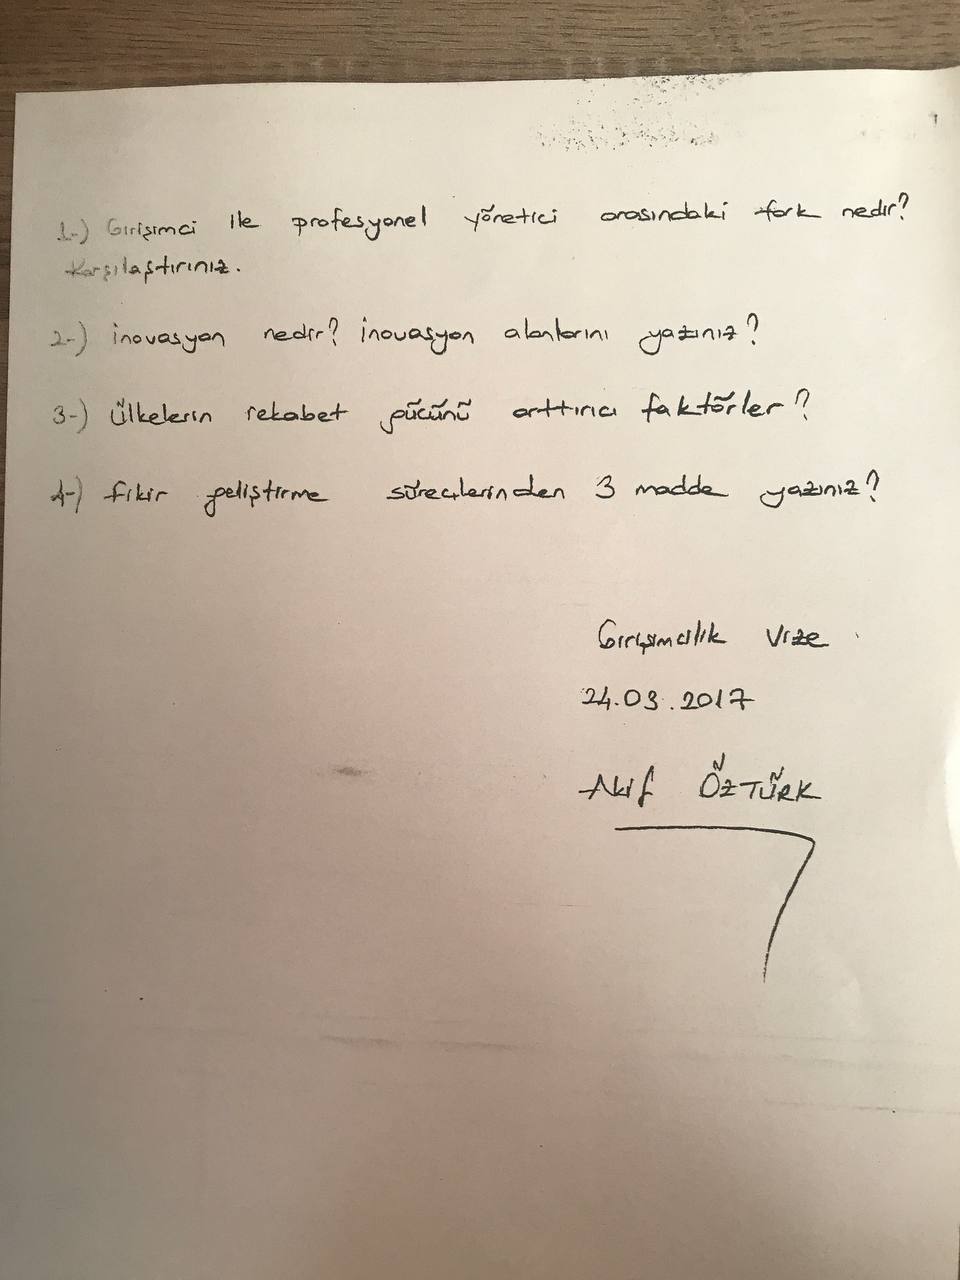 1-) Girişimci ile profesyonel yönetici arasındaki fark nedir?
Karşılaştırınız.
2-) inovasyon nedir? inovasyon alanlarını yazınız?
3-) ülkelerin rekabet gücünü arttırıcı faktörler?
4-) fikir geliştirme süreçlerinden 3 madde yazınız?
Girişimcilik Vize
24.03.2017
Akif ÖZTÜRK